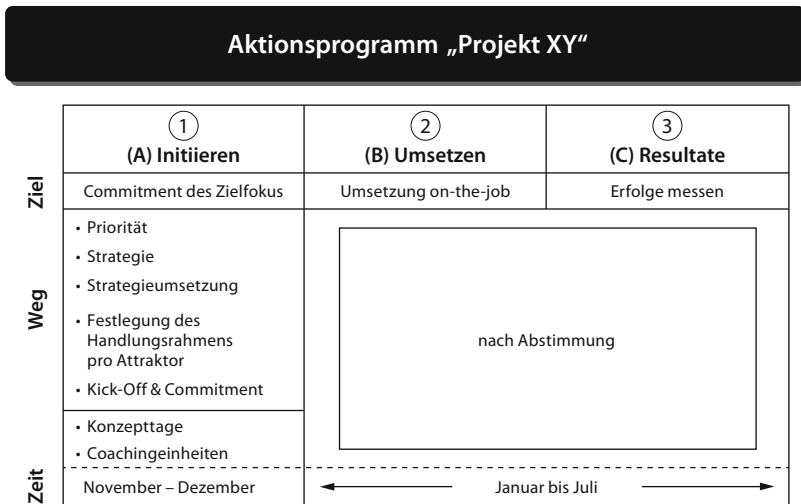 Aktionsprogramm „Projekt XY“
1
2
3
(A) Initiieren
(B) Umsetzen
(C) Resultate
Ziel
Commitment des Zielfokus
Umsetzung on-the-job
Erfolge messen
Weg
• Priorität
• Strategie
• Strategieumsetzung
• Festlegung des
Handlungsrahmens
pro Attraktor
• Kick-Off & Commitment
nach Abstimmung
• Konzepttage
• Coachingeinheiten
Zeit
November – Dezember
Januar bis Juli